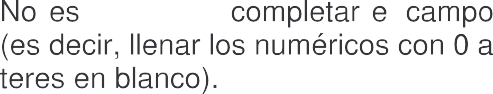 No es completar e campo
(es decir, llenar los numéricos con 0 a
teres en blanco).